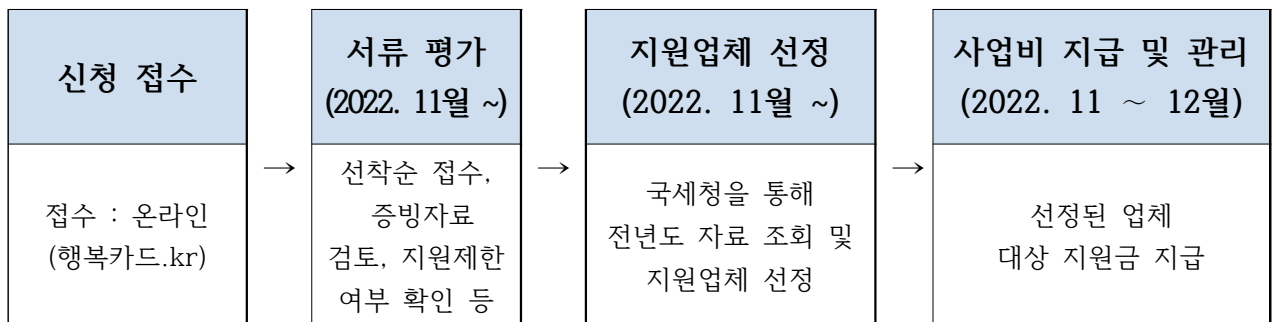 신청 접수
접수 : 온라인
(행복카드.kr)
→
서류 평가
(2022. 11월 ~)
선착순 접수,
증빙자료
검토, 지원제한
여부 확인 등
→
지원업체 선정
(2022. 11월 ~)
국세청을 통해
전년도 자료 조회 및
지원업체 선정
→
사업비 지급 및 관리
(2022. 11 ～ 12월)
선정된 업체
대상 지원금 지급